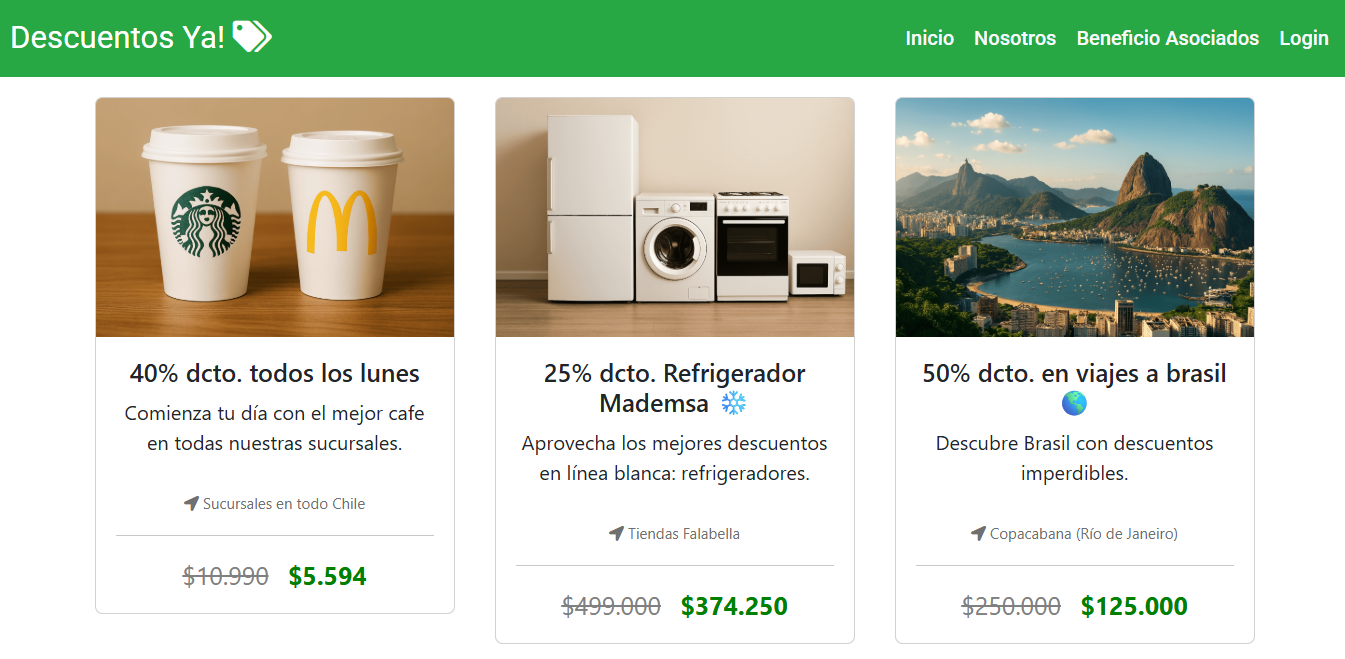 Descuentos Ya!
Inicio Nosotros Beneficio Asociados Login
40% dcto. todos los lunes
Comienza tu día con el mejor cafe
en todas nuestras sucursales.
Sucursales en todo Chile
$10.990 $5.594
25% dcto. Refrigerador
Mademsa
Aprovecha los mejores descuentos
en línea blanca: refrigeradores.
Tiendas Falabella
$499.000 $374.250
50% dcto. en viajes a brasil
Descubre Brasil con descuentos
imperdibles.
Copacabana (Río de Janeiro)
$250.000 $125.000